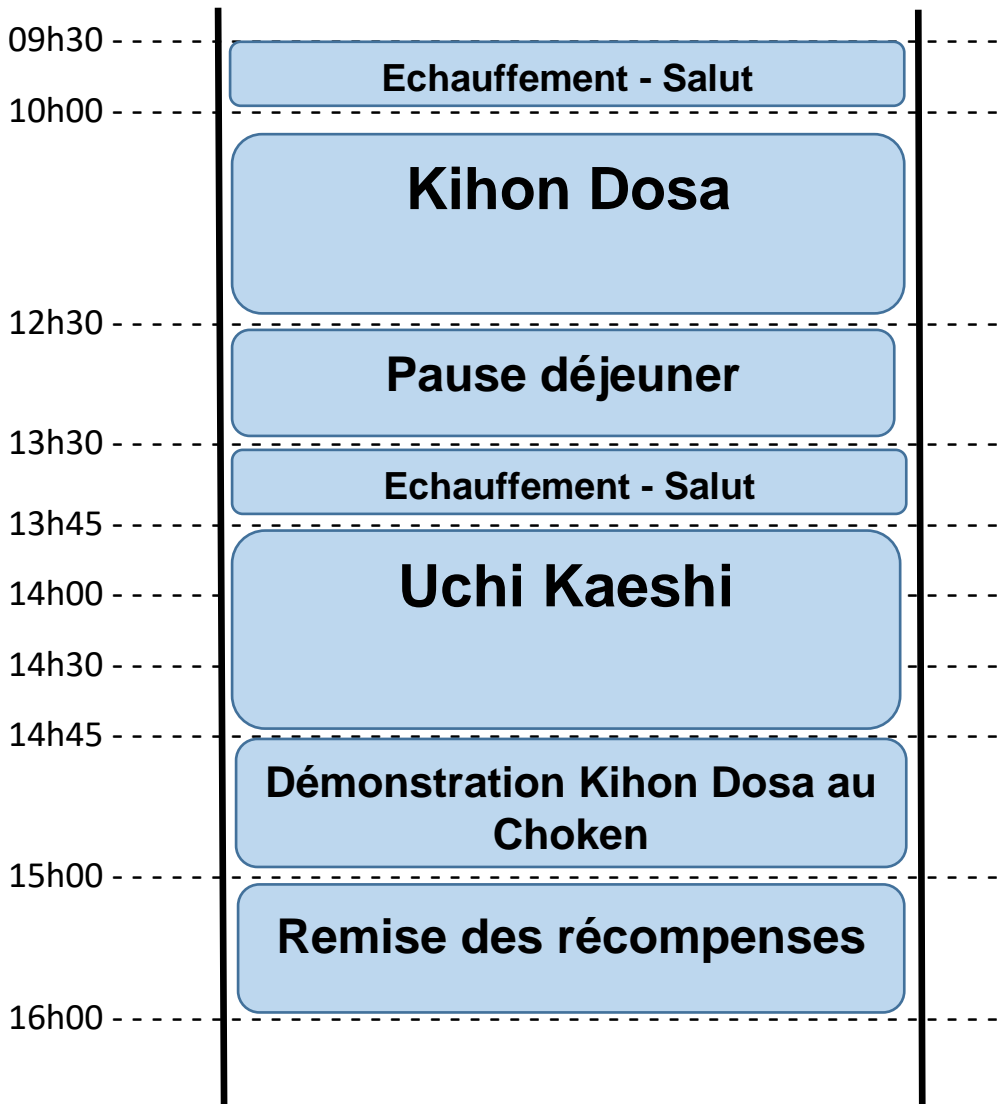 09h30
Echauffement - Salut
10h00
Kihon Dosa
12h30
Pause déjeuner
13h30
Echauffement - Salut
13h45
Uchi Kaeshi
14h00
14h30
14h45
Démonstration Kihon Dosa au
Choken
15h00
Remise des récompenses
16h00